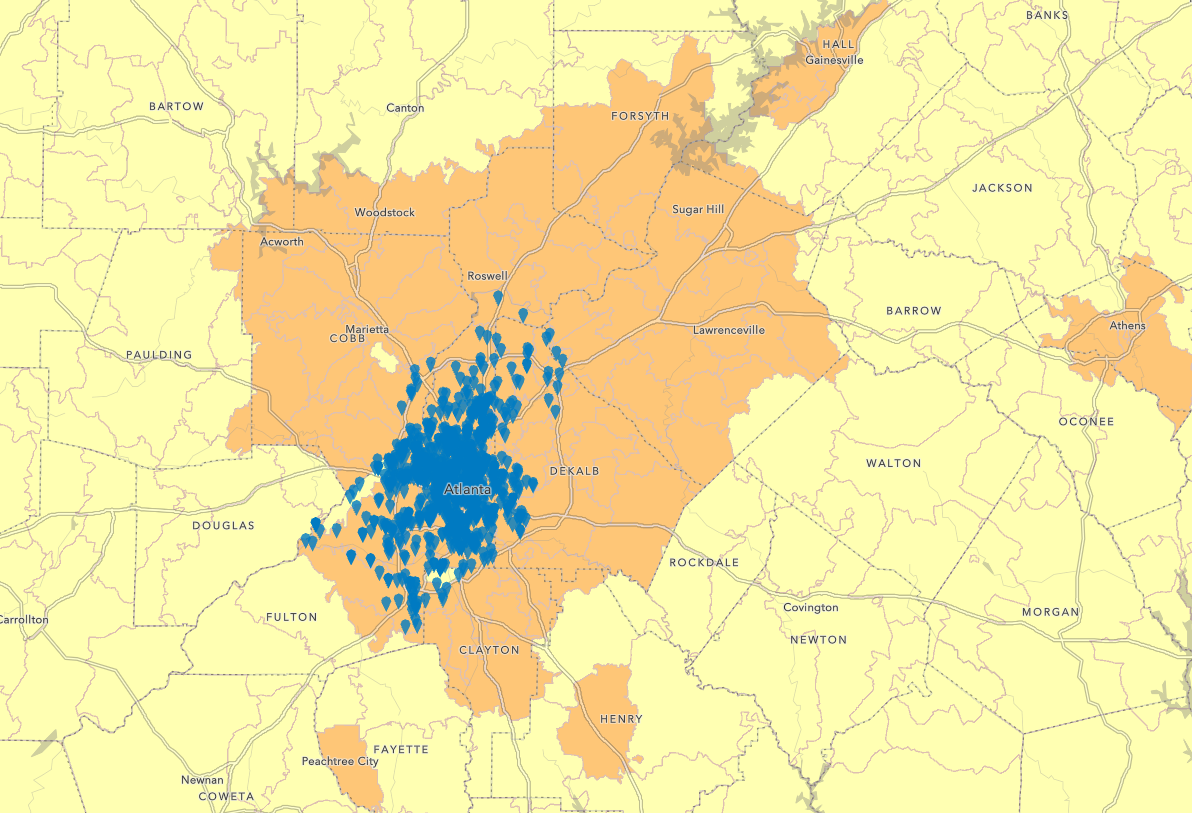 BANKS
HALL
Gainesville
BARTOW
Canton
FORSYTH
JACKSON
Woodstock
Sugar Hill
Acworth
Roswell
BARROW
Athens
Marietta
COBB
Lawrenceville
PAULDING
OCONEE
WALTON
DEKALB
Atlanta
DOUGLAS
ROCKDALE
Covington
MORGAN
Carrollton
FULTON
NEWTON
CLAYTON
HENRY
FAYETTE
Peachtree City
Newnan
COWETA